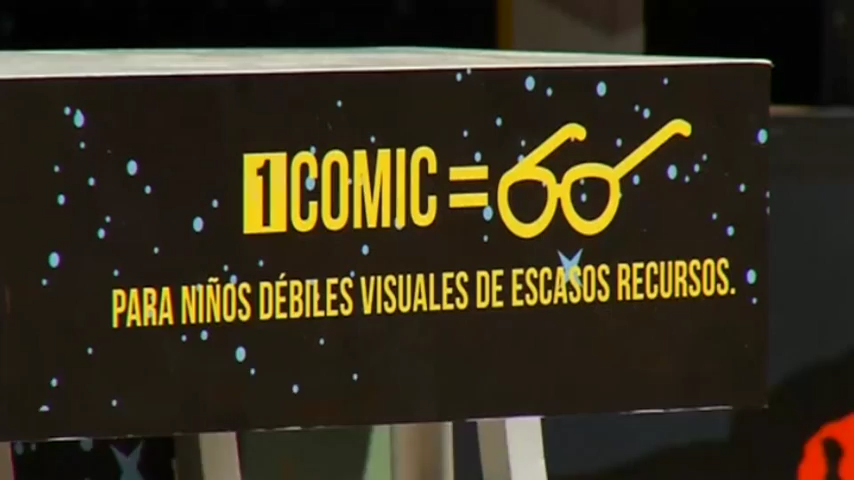 1COMIC=
PARA NIÑOS DÉBILES VISUALES DE ESCASOS RECURSOS.